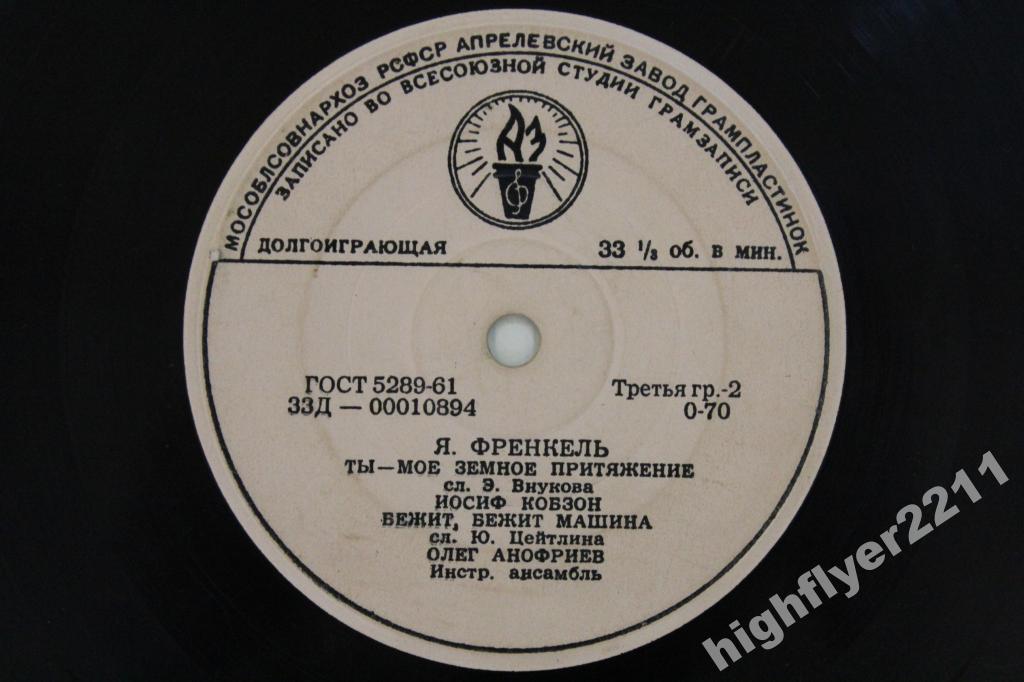 МОСОБЛСОВНАРХОЗ РСФСР АПРЕЛЕВСКИЙ ЗАВОД ГРАМПЛАСТИНОК
ЗАПИСАНО ВО ВСЕСОЮЗНОЙ СТУДИИ ГРАМЗАПИСИ
АЗ
ДОЛГОИГРАЮЩАЯ 33 ⅓ об. в мин.
ГОСТ 5289-61 Третья гр.-2
33Д — 00010894 0-70
Я. ФРЕНКЕЛЬ
ТЫ—МОЕ ЗЕМНОЕ ПРИТЯЖЕНИЕ
сл. Э. Внукова
ИОСИФ КОБЗОН
БЕЖИТ, БЕЖИТ МАШИНА
сл. Ю. Цейтлина
ОЛЕГ АНОФРИЕВ
Инстр. ансамбль
highflyer2211